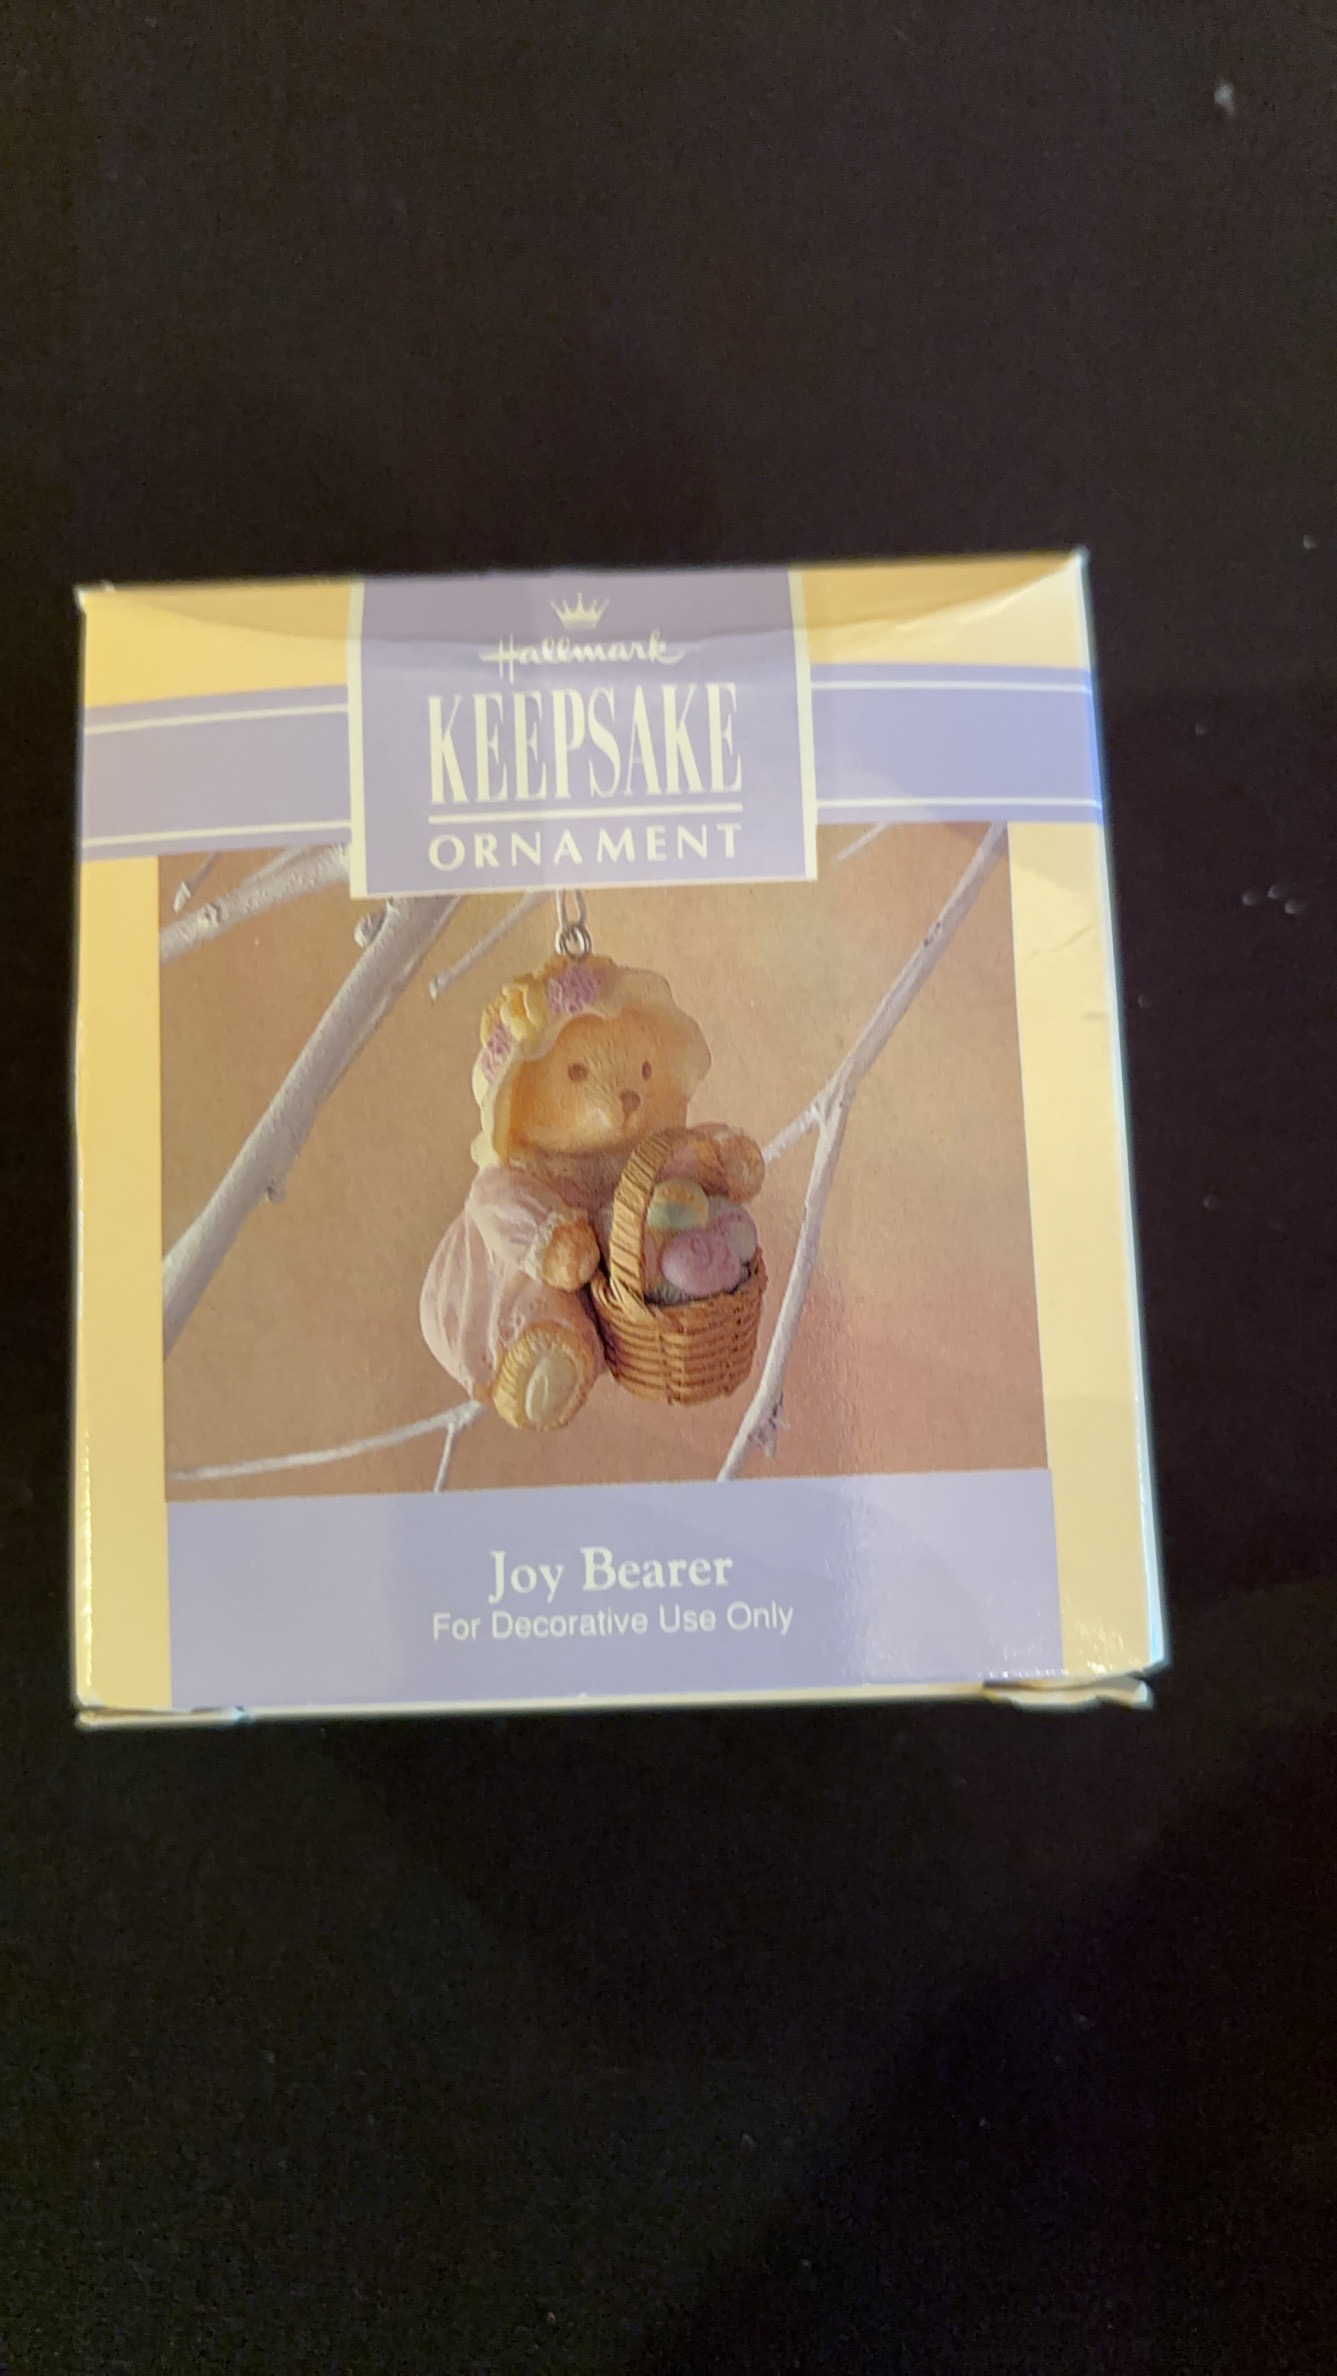 Hallmark
KEEPSAKE
ORNAMENT
Joy Bearer
For Decorative Use Only